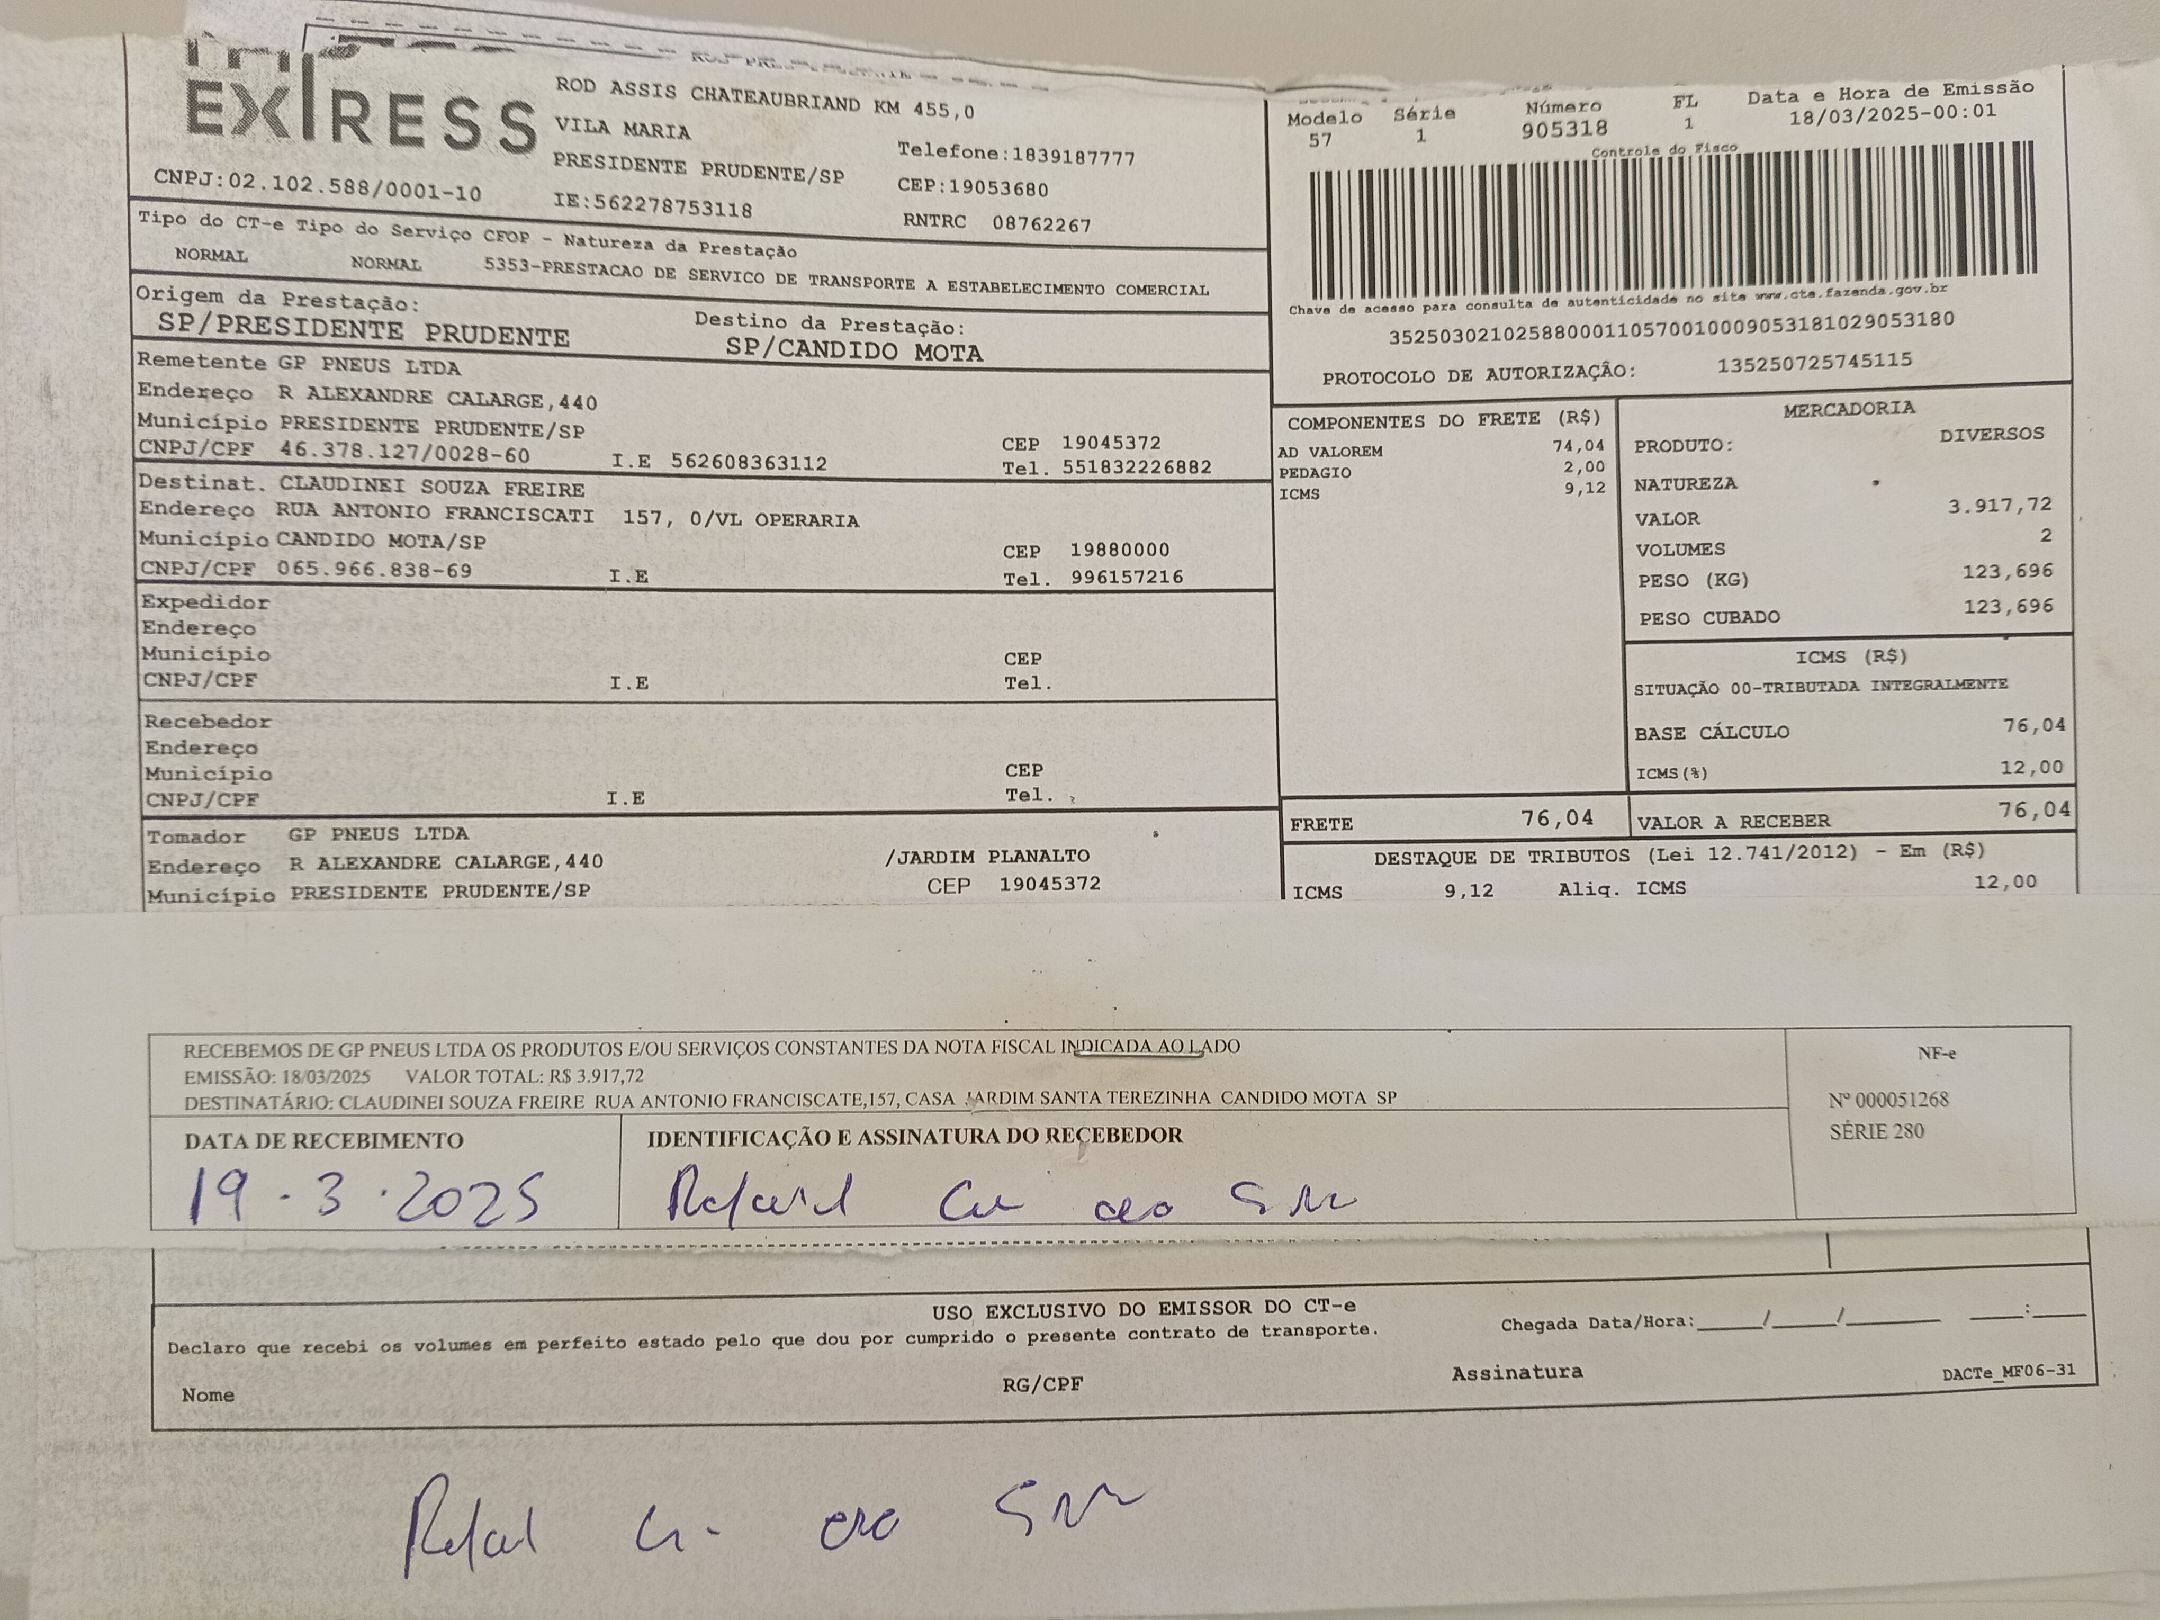 EXPRESS
ROD ASSIS CHATEAUBRIAND KM 455,0
VILA MARIA
Telefone:1839187777
PRESIDENTE PRUDENTE/SP
CEP:19053680
CNPJ:02.102.588/0001-10
IE:562278753118
RNTRC 08762267
Modelo Série Número FL Data e Hora de Emissão
57 1 905318 1 18/03/2025-00:01
Controle do Fisco
Chave de acesso para consulta de autenticidade no site www.cte.fazenda.gov.br
35250302102588000110570010009053181029053180
PROTOCOLO DE AUTORIZAÇÃO: 135250725745115
Tipo do CT-e Tipo do Serviço CFOP - Natureza da Prestação
NORMAL NORMAL 5353-PRESTACAO DE SERVICO DE TRANSPORTE A ESTABELECIMENTO COMERCIAL
Origem da Prestação: Destino da Prestação:
SP/PRESIDENTE PRUDENTE SP/CANDIDO MOTA
Remetente GP PNEUS LTDA
Endereço R ALEXANDRE CALARGE,440
Município PRESIDENTE PRUDENTE/SP CEP 19045372
CNPJ/CPF 46.378.127/0028-60 I.E 562608363112 Tel. 551832226882
Destinat. CLAUDINEI SOUZA FREIRE
Endereço RUA ANTONIO FRANCISCATI 157, 0/VL OPERARIA
Município CANDIDO MOTA/SP CEP 19880000
CNPJ/CPF 065.966.838-69 I.E Tel. 996157216
Expedidor
Endereço
Município CEP
CNPJ/CPF I.E Tel.
Recebedor
Endereço
Município CEP
CNPJ/CPF I.E Tel.
Tomador GP PNEUS LTDA
Endereço R ALEXANDRE CALARGE,440 /JARDIM PLANALTO
Município PRESIDENTE PRUDENTE/SP CEP 19045372
COMPONENTES DO FRETE (R$)
AD VALOREM 74,04
PEDAGIO 2,00
ICMS 9,12
MERCADORIA
PRODUTO: DIVERSOS
NATUREZA
VALOR 3.917,72
VOLUMES 2
PESO (KG) 123,696
PESO CUBADO 123,696
ICMS (R$)
SITUAÇÃO 00-TRIBUTADA INTEGRALMENTE
BASE CÁLCULO 76,04
ICMS(%) 12,00
FRETE 76,04 VALOR A RECEBER 76,04
DESTAQUE DE TRIBUTOS (Lei 12.741/2012) - Em (R$)
ICMS 9,12 Aliq. ICMS 12,00
RECEBEMOS DE GP PNEUS LTDA OS PRODUTOS E/OU SERVIÇOS CONSTANTES DA NOTA FISCAL INDICADA AO LADO
EMISSÃO: 18/03/2025 VALOR TOTAL: R$ 3.917,72
DESTINATÁRIO: CLAUDINEI SOUZA FREIRE RUA ANTONIO FRANCISCATE,157, CASA JARDIM SANTA TEREZINHA CANDIDO MOTA SP
NF-e
Nº 000051268
SÉRIE 280
DATA DE RECEBIMENTO IDENTIFICAÇÃO E ASSINATURA DO RECEBEDOR
19.3.2025
USO EXCLUSIVO DO EMISSOR DO CT-e
Declaro que recebi os volumes em perfeito estado pelo que dou por cumprido o presente contrato de transporte.
Chegada Data/Hora:_____/_____/_______ ____:____
Nome RG/CPF Assinatura DACTe_MF06-31